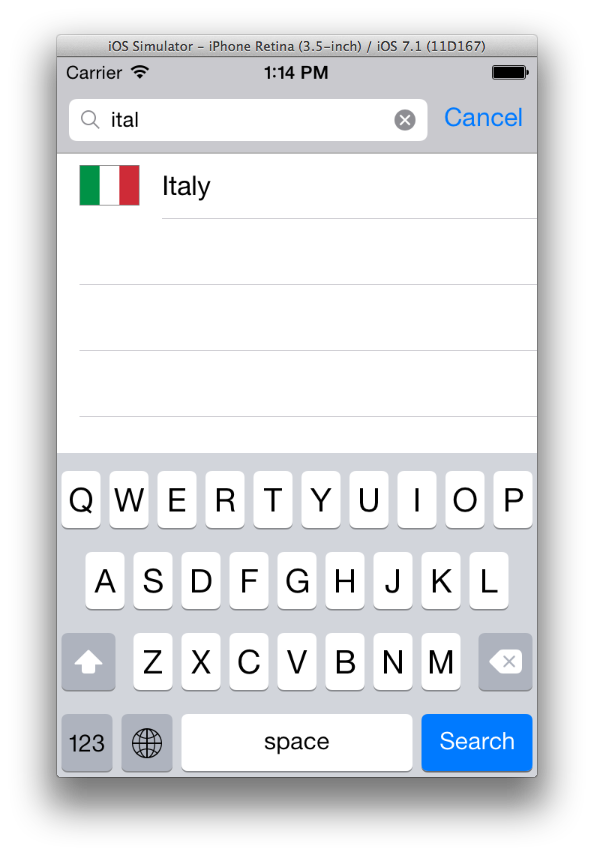 iOS Simulator – iPhone Retina (3.5-inch) / iOS 7.1 (11D167)
Carrier 1:14 PM
ital Cancel
Italy
Q W E R T Y U I O P
A S D F G H J K L
Z X C V B N M
123 space Search